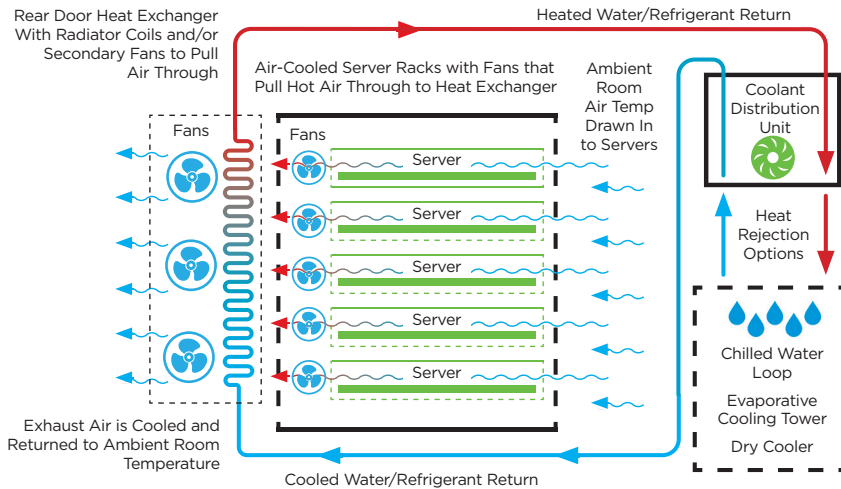 Rear Door Heat Exchanger
With Radiator Coils and/or
Secondary Fans to Pull
Air Through
Heated Water/Refrigerant Return
Air-Cooled Server Racks with Fans that
Pull Hot Air Through to Heat Exchanger
Ambient
Room
Air Temp
Drawn In
to Servers
Coolant
Distribution
Unit
Fans
Fans
Server
Server
Server
Server
Server
Heat
Rejection
Options
Chilled Water
Loop
Evaporative
Cooling Tower
Dry Cooler
Exhaust Air is Cooled and
Returned to Ambient Room
Temperature
Cooled Water/Refrigerant Return